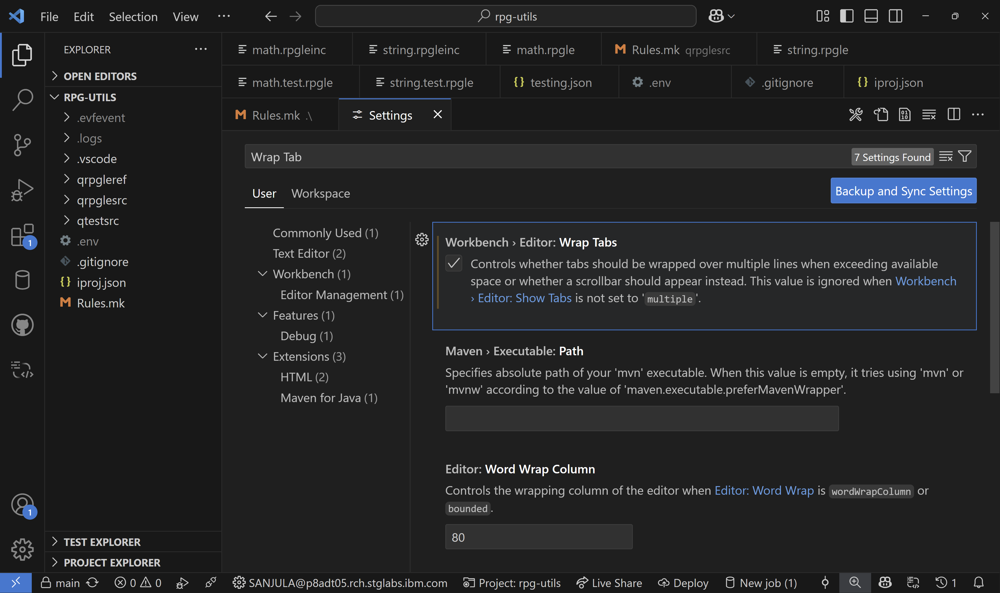 File Edit Selection View ···
rpg-utils
EXPLORER
OPEN EDITORS
RPG-UTILS
.evfevent
.logs
.vscode
qrpgleref
qrpglesrc
qtestsrc
.env
.gitignore
iproj.json
Rules.mk
TEST EXPLORER
PROJECT EXPLORER
1
1
math.rpgleinc string.rpgleinc math.rpgle Rules.mk qrpglesrc string.rpgle
math.test.rpgle string.test.rpgle testing.json .env .gitignore iproj.json
Rules.mk .\ Settings
Wrap Tab 7 Settings Found
User Workspace Backup and Sync Settings
Commonly Used (1)
Text Editor (2)
Workbench (1)
Editor Management (1)
Features (1)
Debug (1)
Extensions (3)
HTML (2)
Maven for Java (1)
Workbench › Editor: Wrap Tabs
Controls whether tabs should be wrapped over multiple lines when exceeding available
space or whether a scrollbar should appear instead. This value is ignored when Workbench
› Editor: Show Tabs is not set to 'multiple'.
Maven › Executable: Path
Specifies absolute path of your 'mvn' executable. When this value is empty, it tries using 'mvn' or
'mvnw' according to the value of 'maven.executable.preferMavenWrapper'.
Editor: Word Wrap Column
Controls the wrapping column of the editor when Editor: Word Wrap is wordWrapColumn or
bounded.
80
main 0 0 SANJULA@p8adt05.rch.stglabs.ibm.com Project: rpg-utils Live Share Deploy New job (1) 1